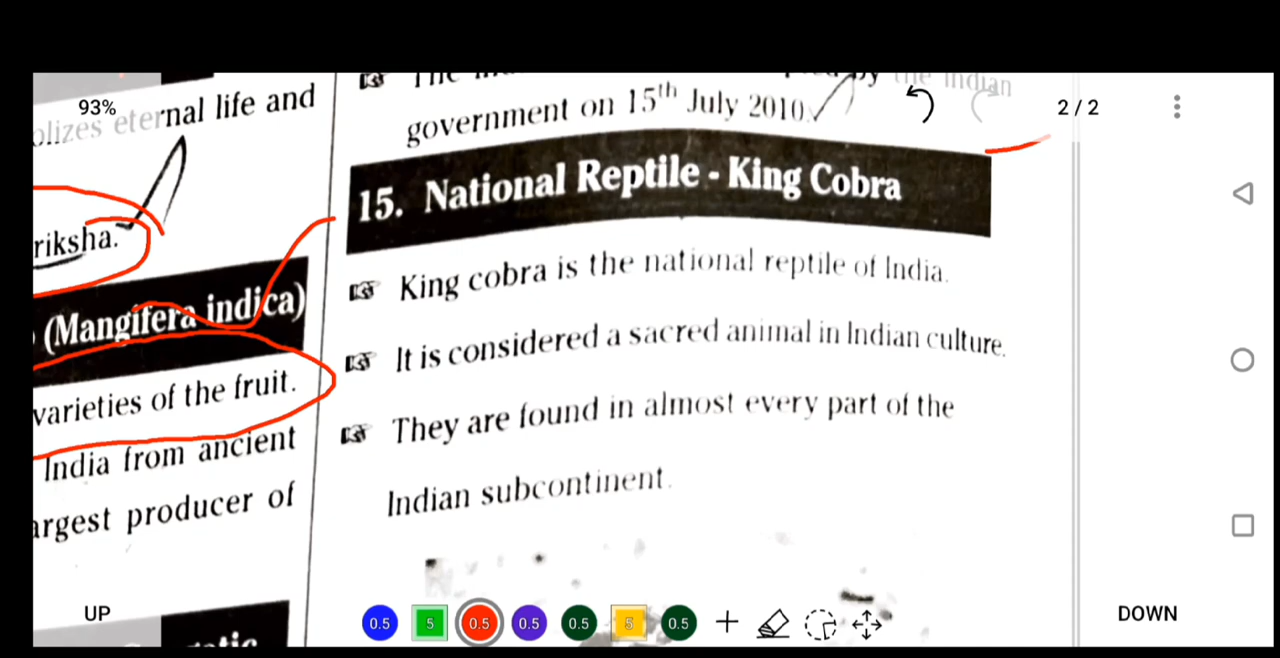 93%
olizes eternal life and
riksha.
(Mangifera indica)
varieties of the fruit.
India from ancient
argest producer of
UP
the Indian
government on 15th July 2010.
2 / 2
15. National Reptile - King Cobra
King cobra is the national reptile of India.
It is considered a sacred animal in Indian culture.
They are found in almost every part of the
Indian subcontinent.
0.5 5 0.5 0.5 0.5 5 0.5
DOWN